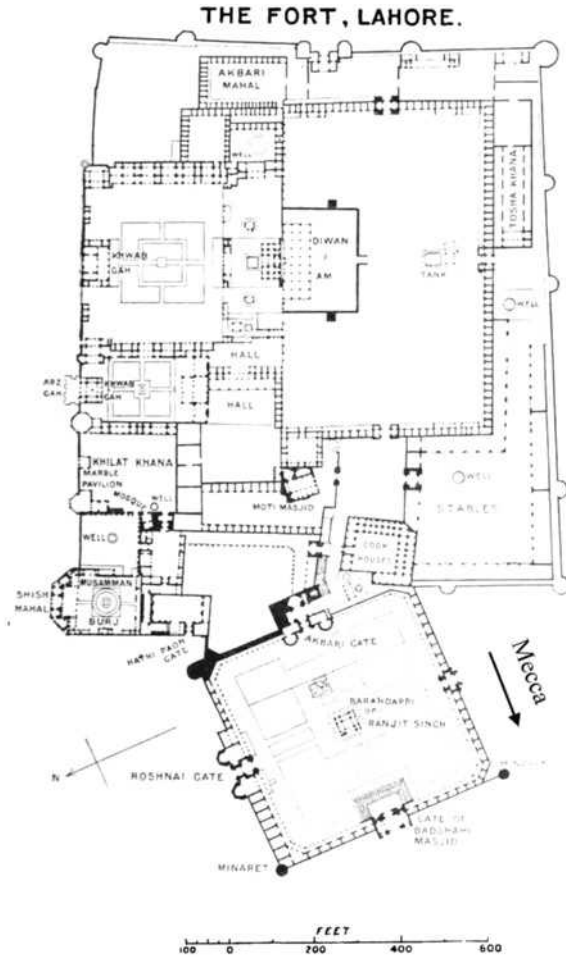 THE FORT, LAHORE.
AKBARI
MAHAL
WELL
TOSHA KHANA
KHWAB
GAH
DIWAN
I
AM
TANK
WELL
HALL
ARZ
GAH
KHWAB
GAH
HALL
KHILAT KHANA
MARBLE
PAVILION
MOSQUE
WELL
MOTI MASJID
WELL
STABLES
WELL
COOK
HOUSES
SHISH
MAHAL
MUSAMMAN
BURJ
HATHI PAON
GATE
AKBARI GATE
Mecca
BARAHDARRI
OF
RANJIT SINGH
N
ROSHNAI GATE
GATE OF
BADSHAHI
MASJID
MINARET
FEET
100 0 200 400 600